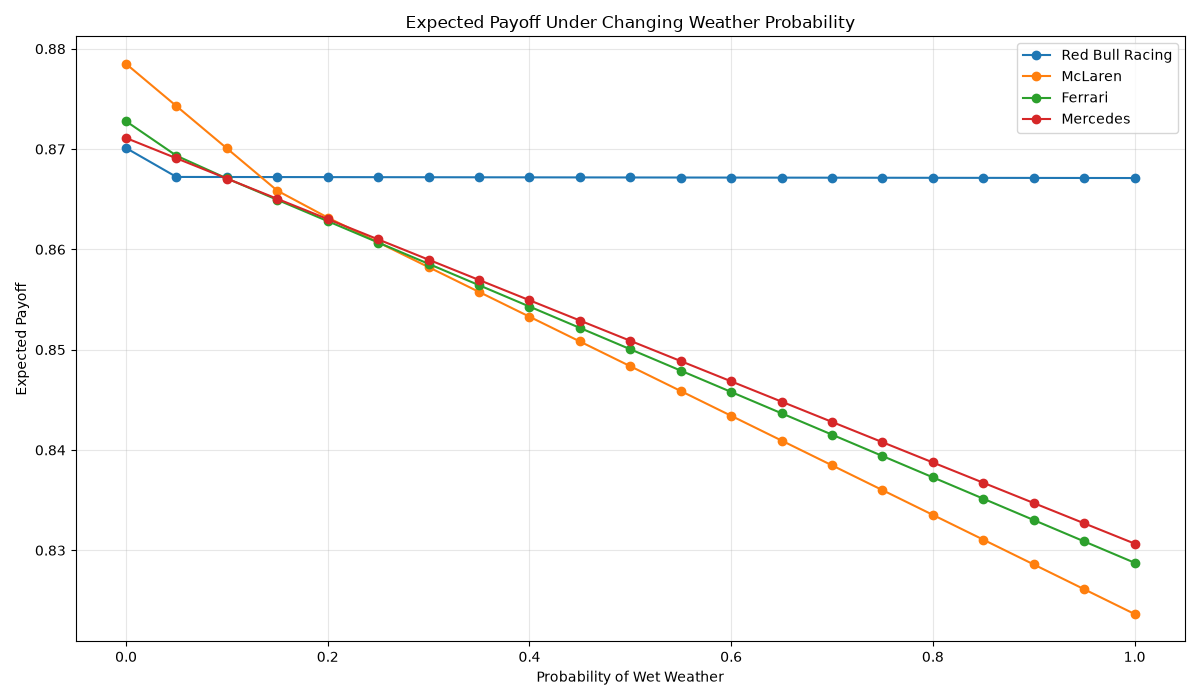 Expected Payoff Under Changing Weather Probability
Red Bull Racing
McLaren
Ferrari
Mercedes
Expected Payoff
0.88
0.87
0.86
0.85
0.84
0.83
0.0 0.2 0.4 0.6 0.8 1.0
Probability of Wet Weather